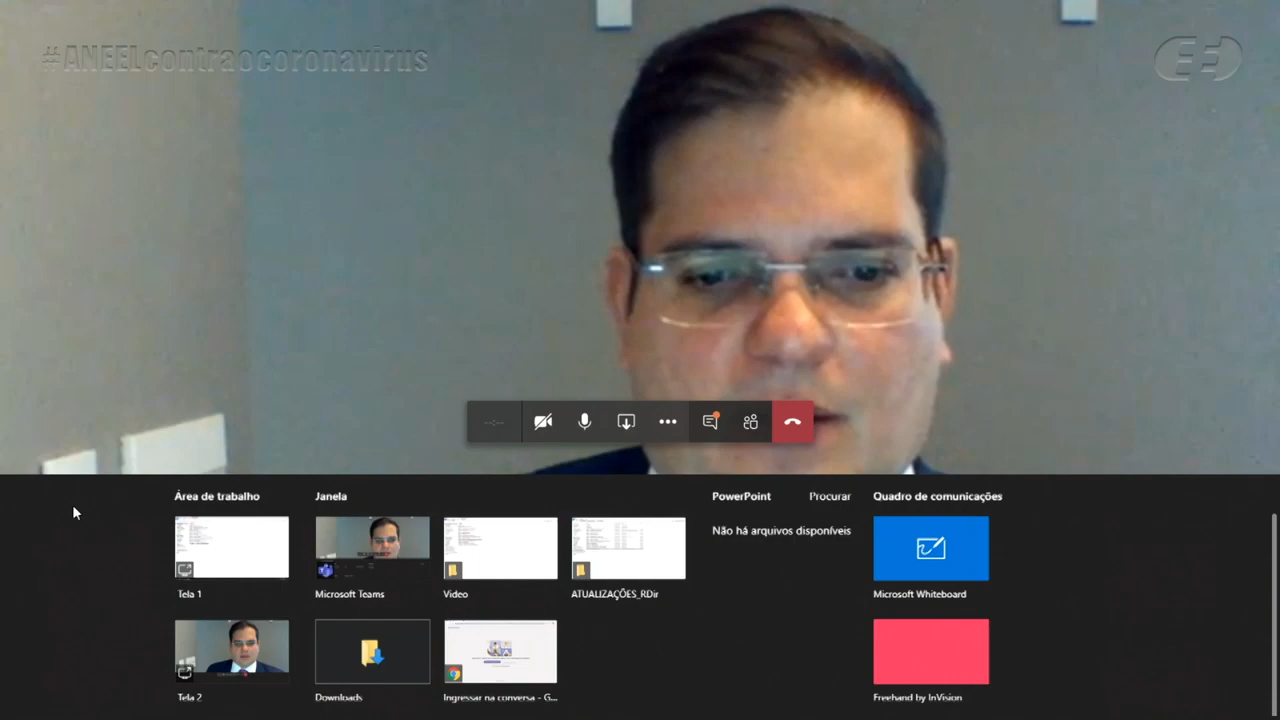 #ANEELcontraocoronavirus
Área de trabalho
Janela
PowerPoint
Procurar
Quadro de comunicações
Não há arquivos disponíveis
Tela 1
Microsoft Teams
Video
ATUALIZAÇÕES_RDir
Microsoft Whiteboard
Tela 2
Downloads
Ingressar na conversa - G...
Freehand by InVision